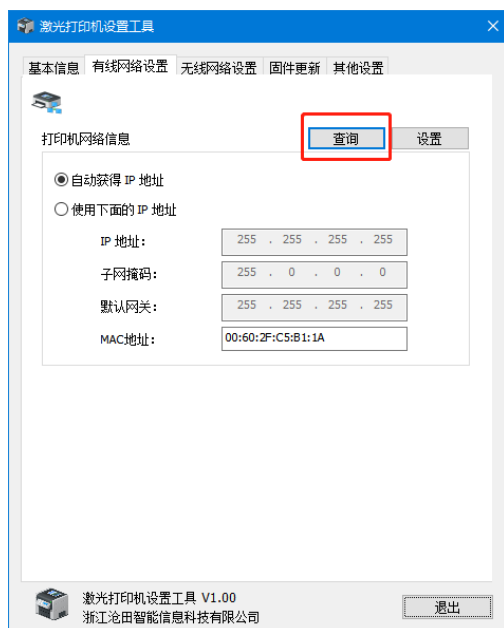 激光打印机设置工具
基本信息 有线网络设置 无线网络设置 固件更新 其他设置
打印机网络信息 查询 设置
自动获得 IP 地址
使用下面的 IP 地址
IP 地址: 255 . 255 . 255 . 255
子网掩码: 255 . 0 . 0 . 0
默认网关: 255 . 255 . 255 . 255
MAC地址: 00:60:2F:C5:B1:1A
激光打印机设置工具 V1.00
浙江沧田智能信息科技有限公司
退出